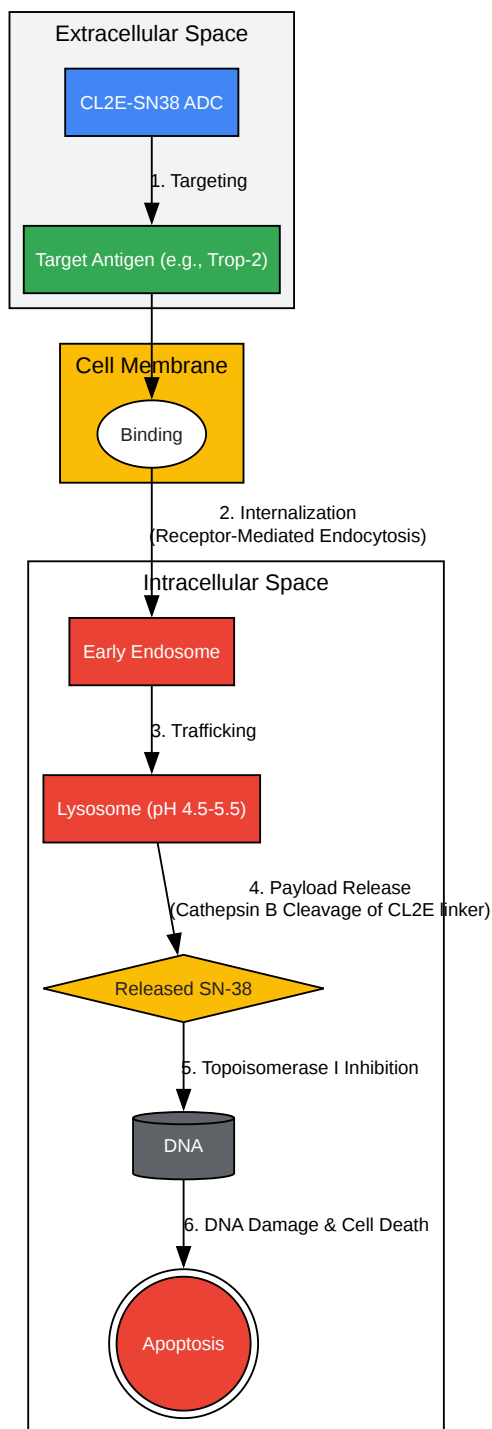 Extracellular Space
CL2E-SN38 ADC
1. Targeting
Target Antigen (e.g., Trop-2)
Cell Membrane
Binding
2. Internalization
(Receptor-Mediated Endocytosis)
Intracellular Space
Early Endosome
3. Trafficking
Lysosome (pH 4.5-5.5)
4. Payload Release
(Cathepsin B Cleavage of CL2E linker)
Released SN-38
5. Topoisomerase I Inhibition
DNA
6. DNA Damage & Cell Death
Apoptosis